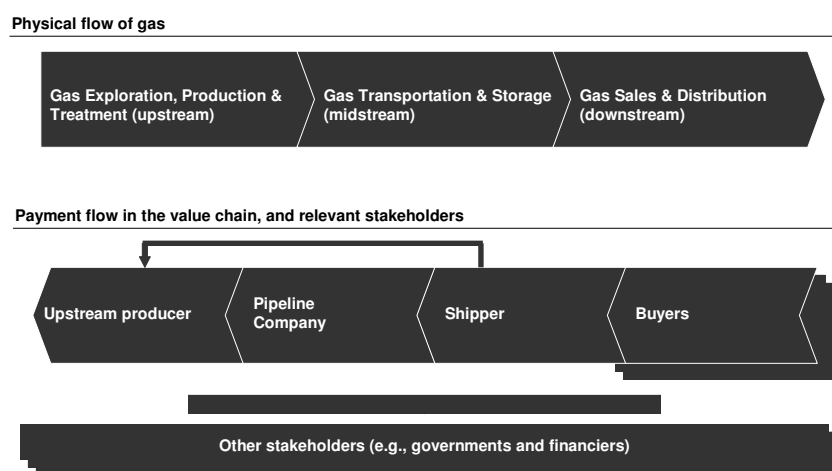 Physical flow of gas
Gas Exploration, Production &
Treatment (upstream)
Gas Transportation & Storage
(midstream)
Gas Sales & Distribution
(downstream)
Payment flow in the value chain, and relevant stakeholders
Upstream producer
Pipeline
Company
Shipper
Buyers
Other stakeholders (e.g., governments and financiers)